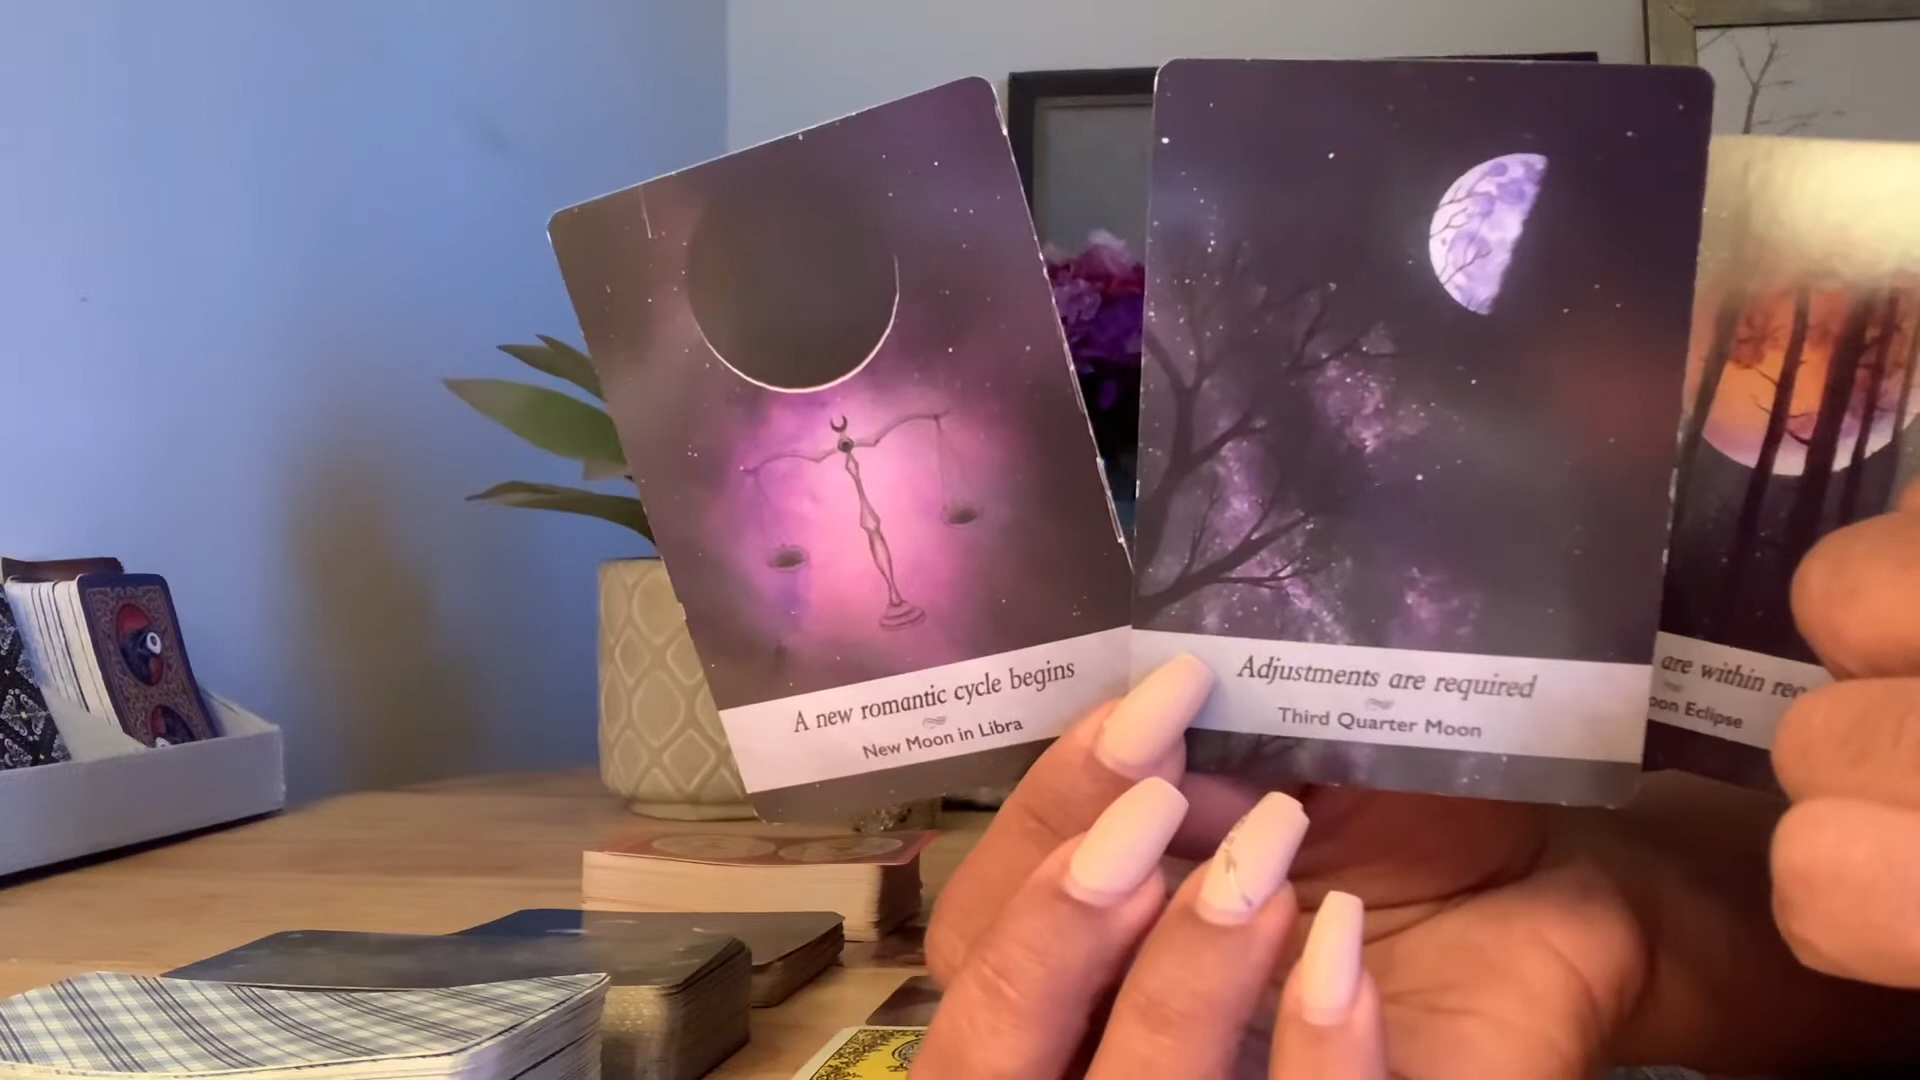 A new romantic cycle begins
New Moon in Libra
Adjustments are required
Third Quarter Moon
are within
Eclipse